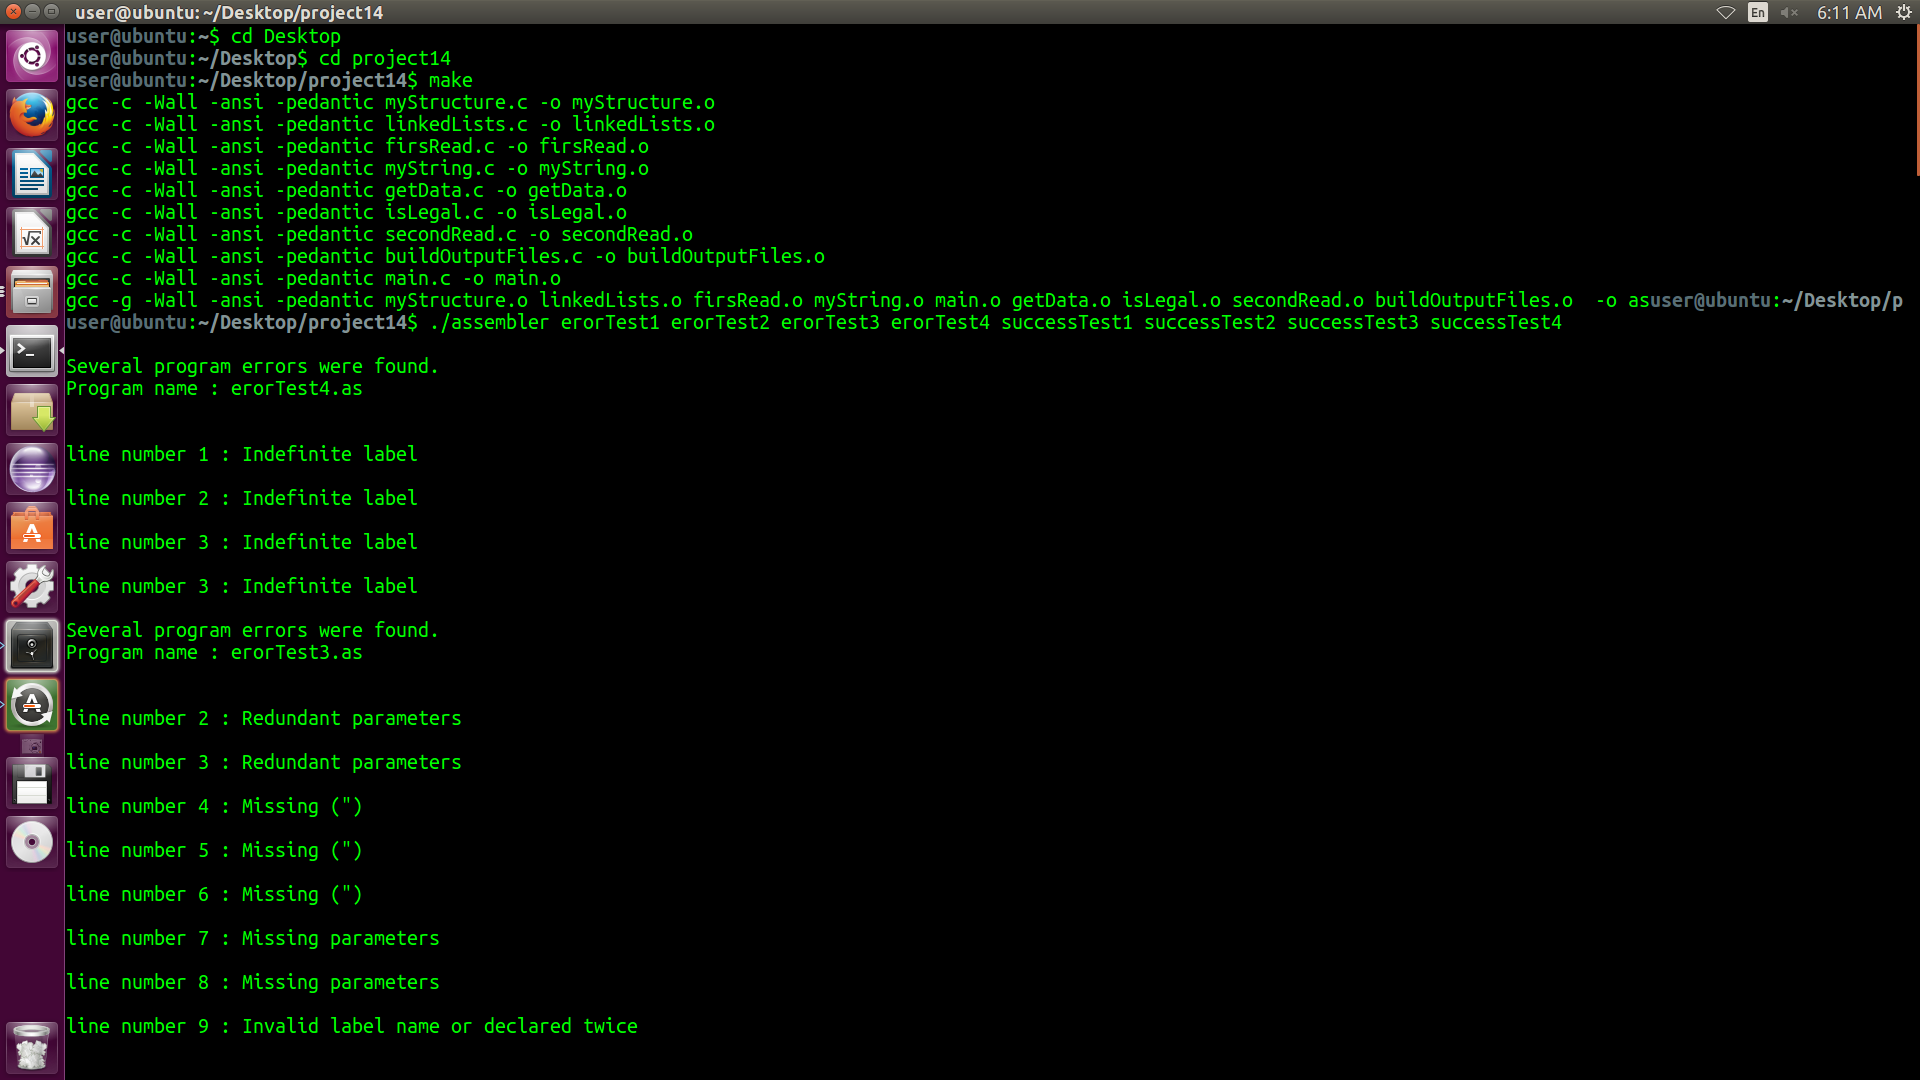 user@ubuntu: ~/Desktop/project14
En
6:11 AM
user@ubuntu:~$ cd Desktop
user@ubuntu:~/Desktop$ cd project14
user@ubuntu:~/Desktop/project14$ make
gcc -c -Wall -ansi -pedantic myStructure.c -o myStructure.o
gcc -c -Wall -ansi -pedantic linkedLists.c -o linkedLists.o
gcc -c -Wall -ansi -pedantic firsRead.c -o firsRead.o
gcc -c -Wall -ansi -pedantic myString.c -o myString.o
gcc -c -Wall -ansi -pedantic getData.c -o getData.o
gcc -c -Wall -ansi -pedantic isLegal.c -o isLegal.o
gcc -c -Wall -ansi -pedantic secondRead.c -o secondRead.o
gcc -c -Wall -ansi -pedantic buildOutputFiles.c -o buildOutputFiles.o
gcc -c -Wall -ansi -pedantic main.c -o main.o
gcc -g -Wall -ansi -pedantic myStructure.o linkedLists.o firsRead.o myString.o main.o getData.o isLegal.o secondRead.o buildOutputFiles.o  -o asuser@ubuntu:~/Desktop/p
user@ubuntu:~/Desktop/project14$ ./assembler erorTest1 erorTest2 erorTest3 erorTest4 successTest1 successTest2 successTest3 successTest4
Several program errors were found.
Program name : erorTest4.as
line number 1 : Indefinite label
line number 2 : Indefinite label
line number 3 : Indefinite label
line number 3 : Indefinite label
Several program errors were found.
Program name : erorTest3.as
line number 2 : Redundant parameters
line number 3 : Redundant parameters
line number 4 : Missing (")
line number 5 : Missing (")
line number 6 : Missing (")
line number 7 : Missing parameters
line number 8 : Missing parameters
line number 9 : Invalid label name or declared twice